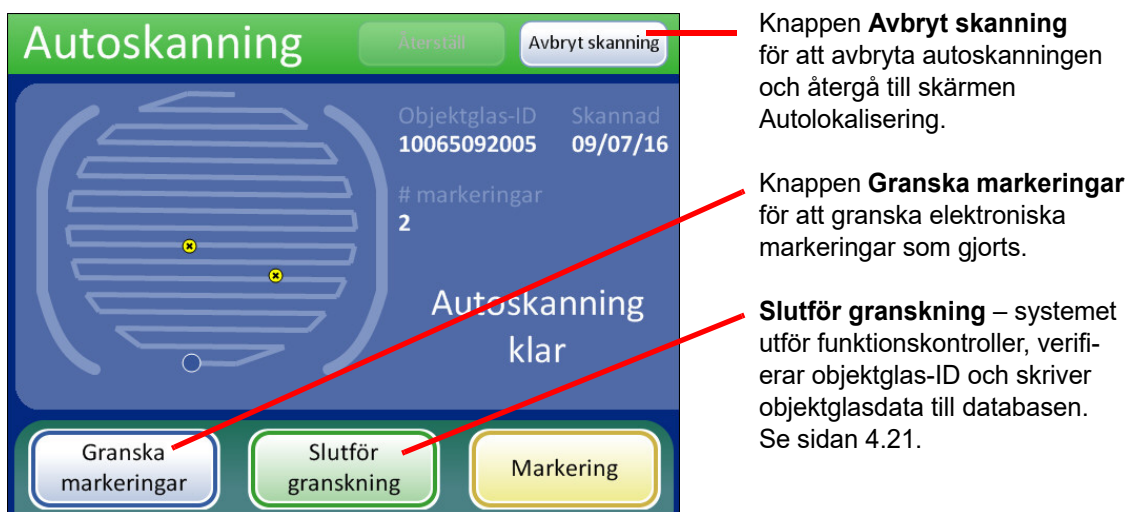 Autoskanning
Återställ
Avbryt skanning
Objektglas-ID
Skannad
10065092005
09/07/16
# markeringar
2
Autoskanning
klar
Granska
markeringar
Slutför
granskning
Markering
Knappen Avbryt skanning
för att avbryta autoskanningen
och återgå till skärmen
Autolokalisering.
Knappen Granska markeringar
för att granska elektroniska
markeringar som gjorts.
Slutför granskning – systemet
utför funktionskontroller, verifi-
erar objektglas-ID och skriver
objektglasdata till databasen.
Se sidan 4.21.